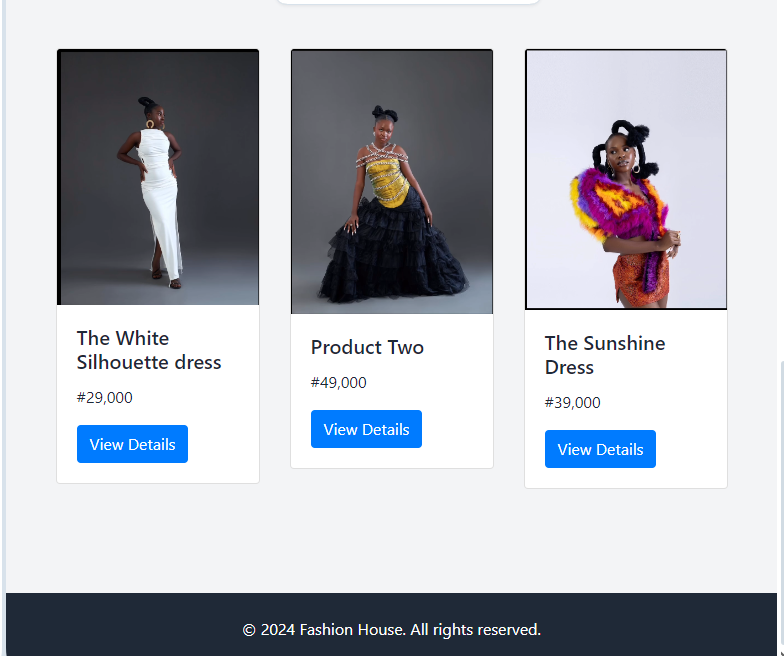 The White
Silhouette dress
#29,000
View Details
Product Two
#49,000
View Details
The Sunshine
Dress
#39,000
View Details
© 2024 Fashion House. All rights reserved.